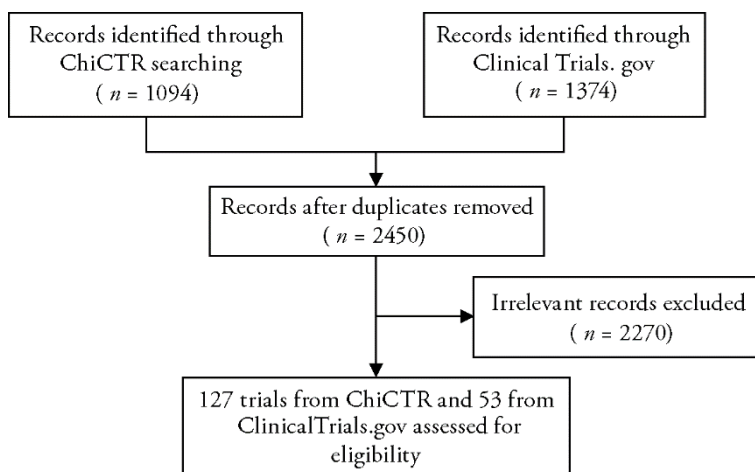 Records identified through
ChiCTR searching
( n = 1094)
Records identified through
Clinical Trials. gov
( n = 1374)
Records after duplicates removed
( n = 2450)
Irrelevant records excluded
( n = 2270)
127 trials from ChiCTR and 53 from
ClinicalTrials.gov assessed for
eligibility